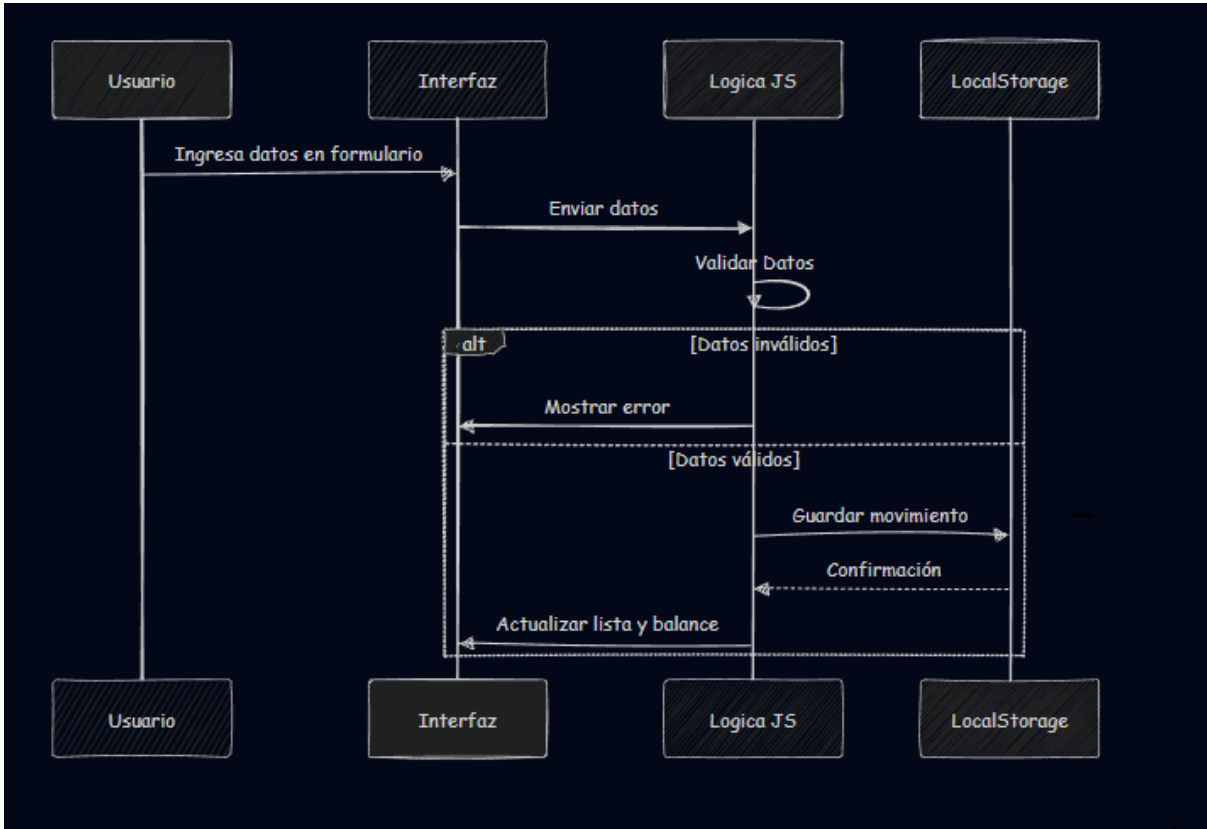 Usuario
Interfaz
Logica JS
LocalStorage
Ingresa datos en formulario
Enviar datos
Validar Datos
alt
[Datos inválidos]
Mostrar error
[Datos válidos]
Guardar movimiento
Confirmación
Actualizar lista y balance
Usuario
Interfaz
Logica JS
LocalStorage